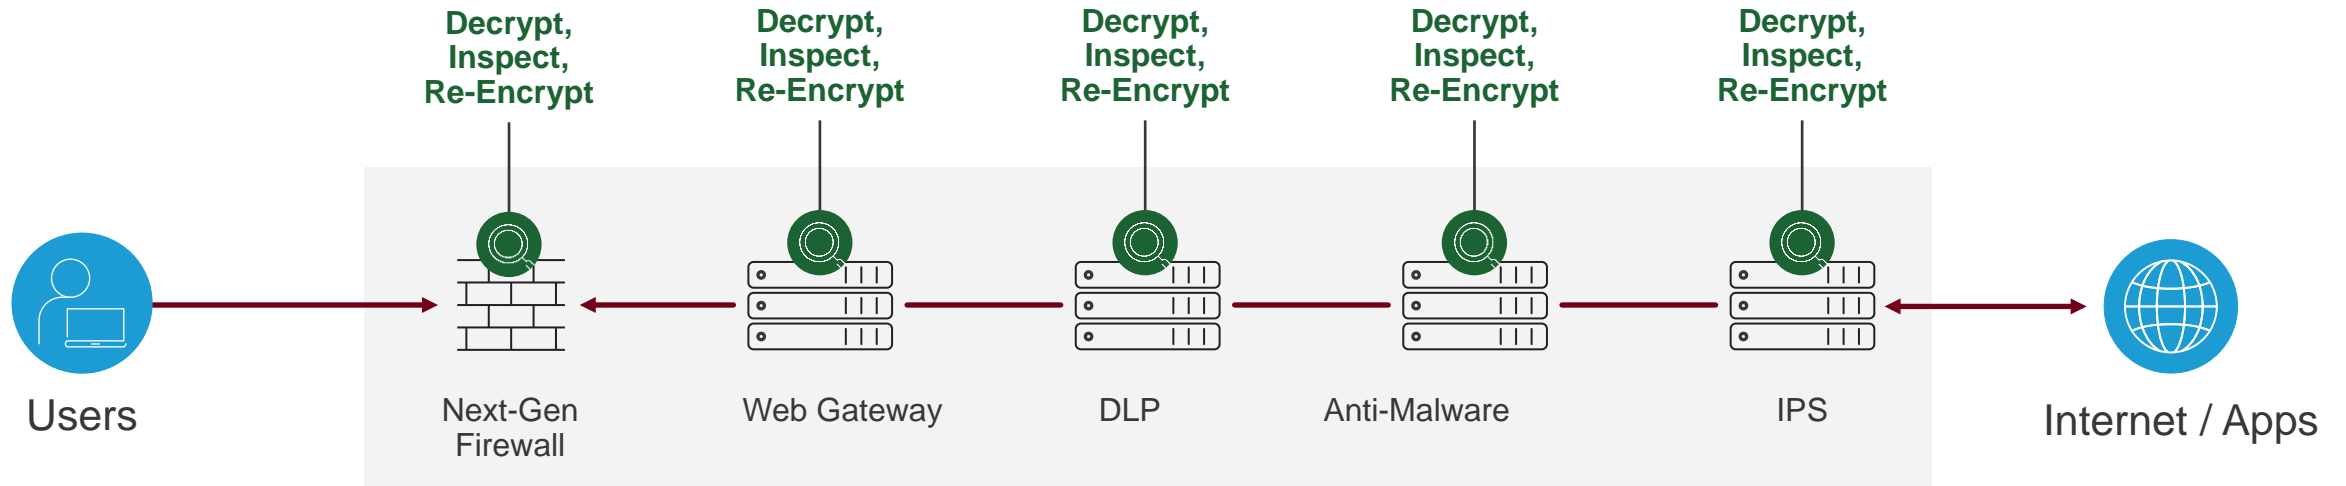 Decrypt,
Inspect,
Re-Encrypt
Decrypt,
Inspect,
Re-Encrypt
Decrypt,
Inspect,
Re-Encrypt
Decrypt,
Inspect,
Re-Encrypt
Decrypt,
Inspect,
Re-Encrypt
Users
Next-Gen
Firewall
Web Gateway
DLP
Anti-Malware
IPS
Internet / Apps